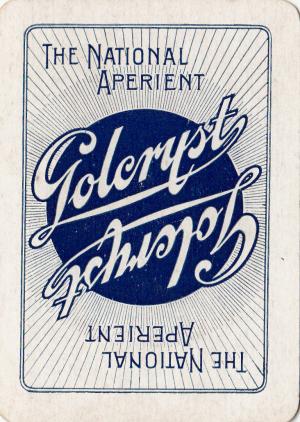 THE NATIONAL
APERIENT
Golcryst
Golcryst
THE NATIONAL
APERIENT